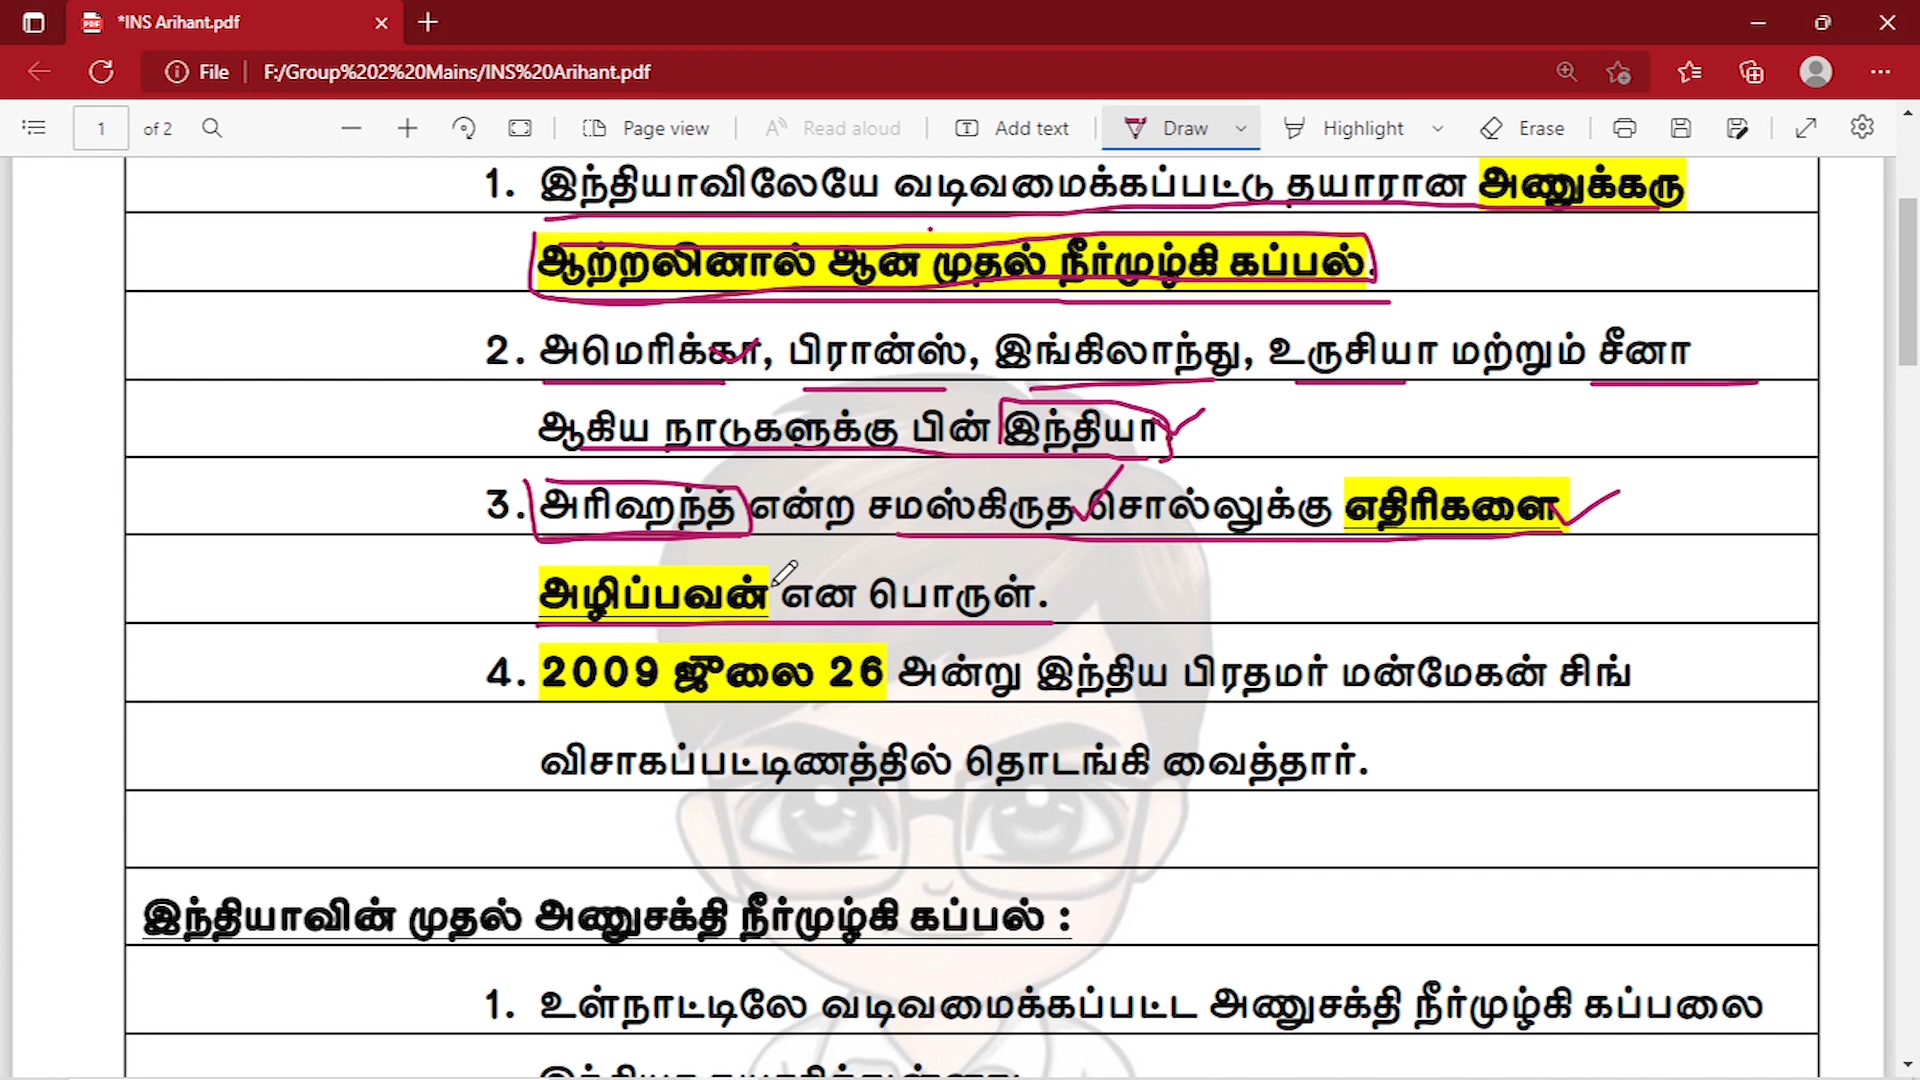 *INS Arihant.pdf
File F:/Group%202%20Mains/INS%20Arihant.pdf
1 of 2 Page view Read aloud Add text Draw Highlight Erase
1. இந்தியாவிலேயே வடிவமைக்கப்பட்டு தயாரான அணுக்கரு
ஆற்றலினால் ஆன முதல் நீர்முழ்கி கப்பல்.
2. அமெரிக்கா, பிரான்ஸ், இங்கிலாந்து, உருசியா மற்றும் சீனா
ஆகிய நாடுகளுக்கு பின் இந்தியா.
3. அரிஹந்த் என்ற சமஸ்கிருத சொல்லுக்கு எதிரிகளை
அழிப்பவன் என பொருள்.
4. 2009 ஜூலை 26 அன்று இந்திய பிரதமர் மன்மேகன் சிங்
விசாகப்பட்டிணத்தில் தொடங்கி வைத்தார்.
இந்தியாவின் முதல் அணுசக்தி நீர்முழ்கி கப்பல் :
1. உள்நாட்டிலே வடிவமைக்கப்பட்ட அணுசக்தி நீர்முழ்கி கப்பலை